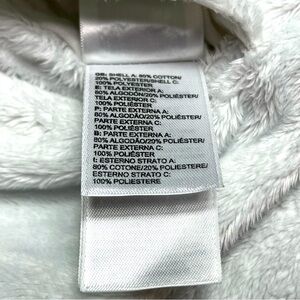 GB: SHELL A: 80% COTTON/
20% POLYESTER/SHELL C:
100% POLYESTER
E: TELA EXTERIOR A:
80% ALGODÓN/20% POLIÉSTER/
TELA EXTERIOR C:
100% POLIÉSTER
P: PARTE EXTERNA A:
80% ALGODÃO/20% POLIÉSTER/
PARTE EXTERNA C:
100% POLIÉSTER
B: PARTE EXTERNA A:
80% ALGODÃO/20% POLIÉSTER/
PARTE EXTERNA C:
100% POLIÉSTER
I: ESTERNO STRATO A:
80% COTONE/20% POLIESTERE/
ESTERNO STRATO C:
100% POLIESTERE